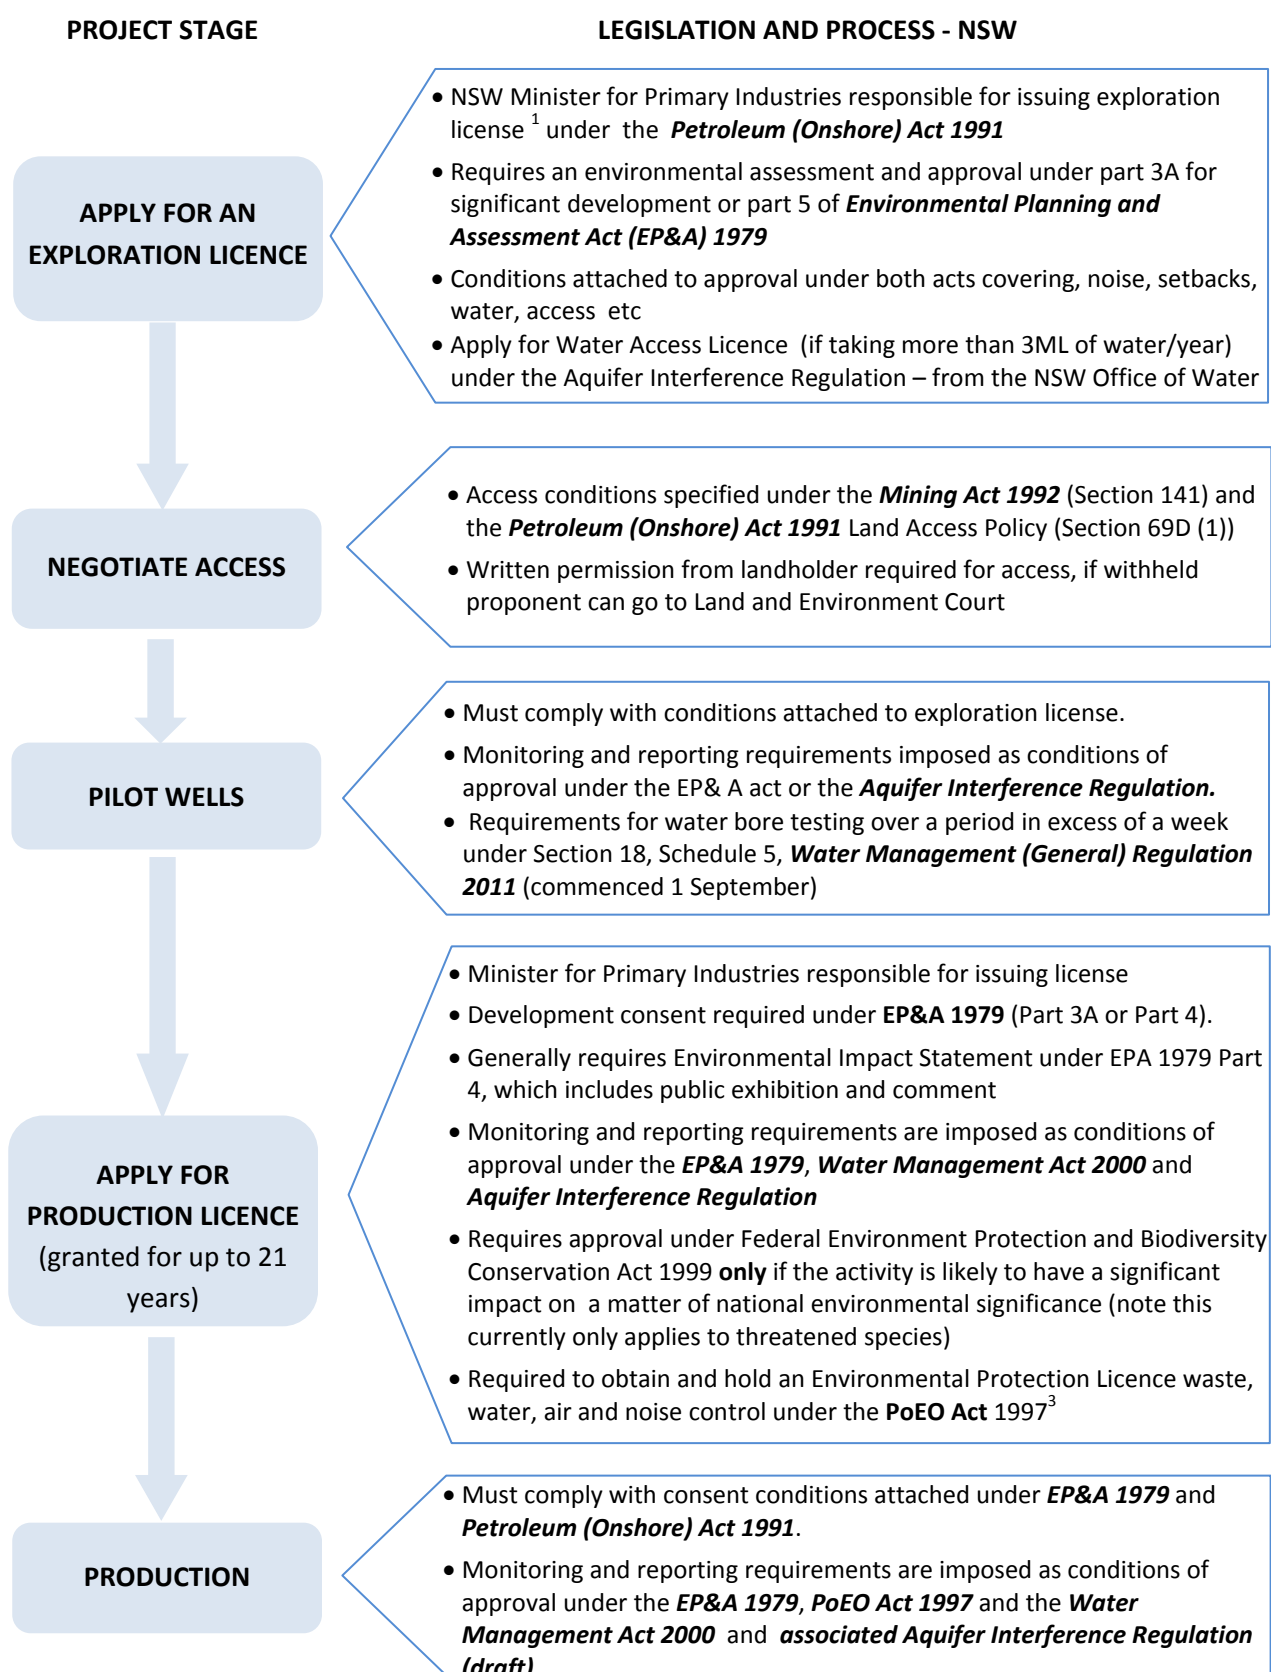 PROJECT STAGE
LEGISLATION AND PROCESS - NSW
APPLY FOR AN
EXPLORATION LICENCE
• NSW Minister for Primary Industries responsible for issuing exploration
license 1 under the Petroleum (Onshore) Act 1991
• Requires an environmental assessment and approval under part 3A for
significant development or part 5 of Environmental Planning and
Assessment Act (EP&A) 1979
• Conditions attached to approval under both acts covering, noise, setbacks,
water, access etc
• Apply for Water Access Licence (if taking more than 3ML of water/year)
under the Aquifer Interference Regulation – from the NSW Office of Water
NEGOTIATE ACCESS
• Access conditions specified under the Mining Act 1992 (Section 141) and
the Petroleum (Onshore) Act 1991 Land Access Policy (Section 69D (1))
• Written permission from landholder required for access, if withheld
proponent can go to Land and Environment Court
PILOT WELLS
• Must comply with conditions attached to exploration license.
• Monitoring and reporting requirements imposed as conditions of
approval under the EP& A act or the Aquifer Interference Regulation.
• Requirements for water bore testing over a period in excess of a week
under Section 18, Schedule 5, Water Management (General) Regulation
2011 (commenced 1 September)
APPLY FOR
PRODUCTION LICENCE
(granted for up to 21
years)
• Minister for Primary Industries responsible for issuing license
• Development consent required under EP&A 1979 (Part 3A or Part 4).
• Generally requires Environmental Impact Statement under EPA 1979 Part
4, which includes public exhibition and comment
• Monitoring and reporting requirements are imposed as conditions of
approval under the EP&A 1979, Water Management Act 2000 and
Aquifer Interference Regulation
• Requires approval under Federal Environment Protection and Biodiversity
Conservation Act 1999 only if the activity is likely to have a significant
impact on a matter of national environmental significance (note this
currently only applies to threatened species)
• Required to obtain and hold an Environmental Protection Licence waste,
water, air and noise control under the PoEO Act 19973
PRODUCTION
• Must comply with consent conditions attached under EP&A 1979 and
Petroleum (Onshore) Act 1991.
• Monitoring and reporting requirements are imposed as conditions of
approval under the EP&A 1979, PoEO Act 1997 and the Water
Management Act 2000 and associated Aquifer Interference Regulation
(draft)